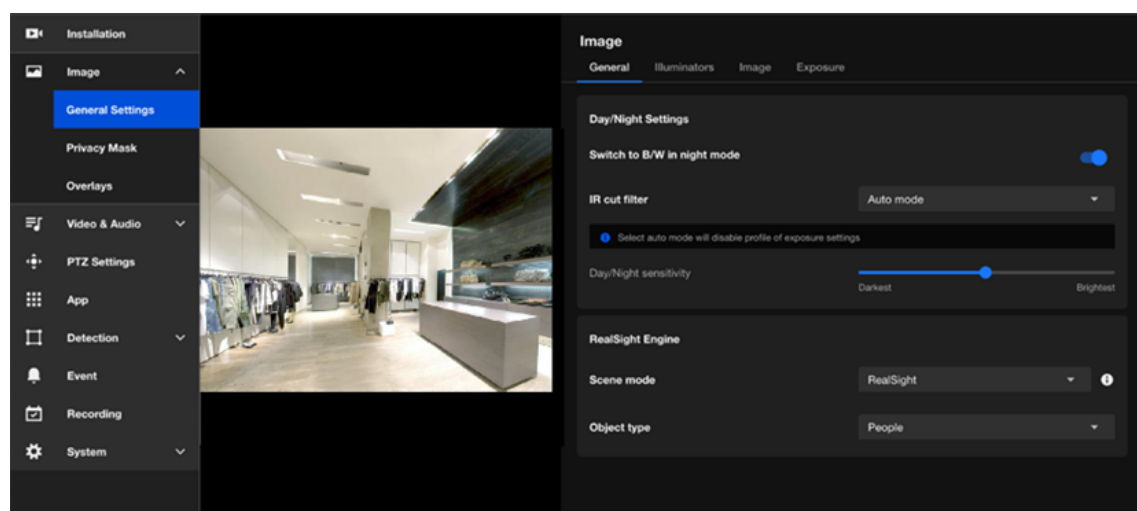 Installation
Image
General Settings
Privacy Mask
Overlays
Video & Audio
PTZ Settings
App
Detection
Event
Recording
System
Image
General Illuminators Image Exposure
Day/Night Settings
Switch to B/W in night mode
IR cut filter Auto mode
Select auto mode will disable profile of exposure settings
Day/Night sensitivity
Darkest Brightest
RealSight Engine
Scene mode RealSight
Object type People